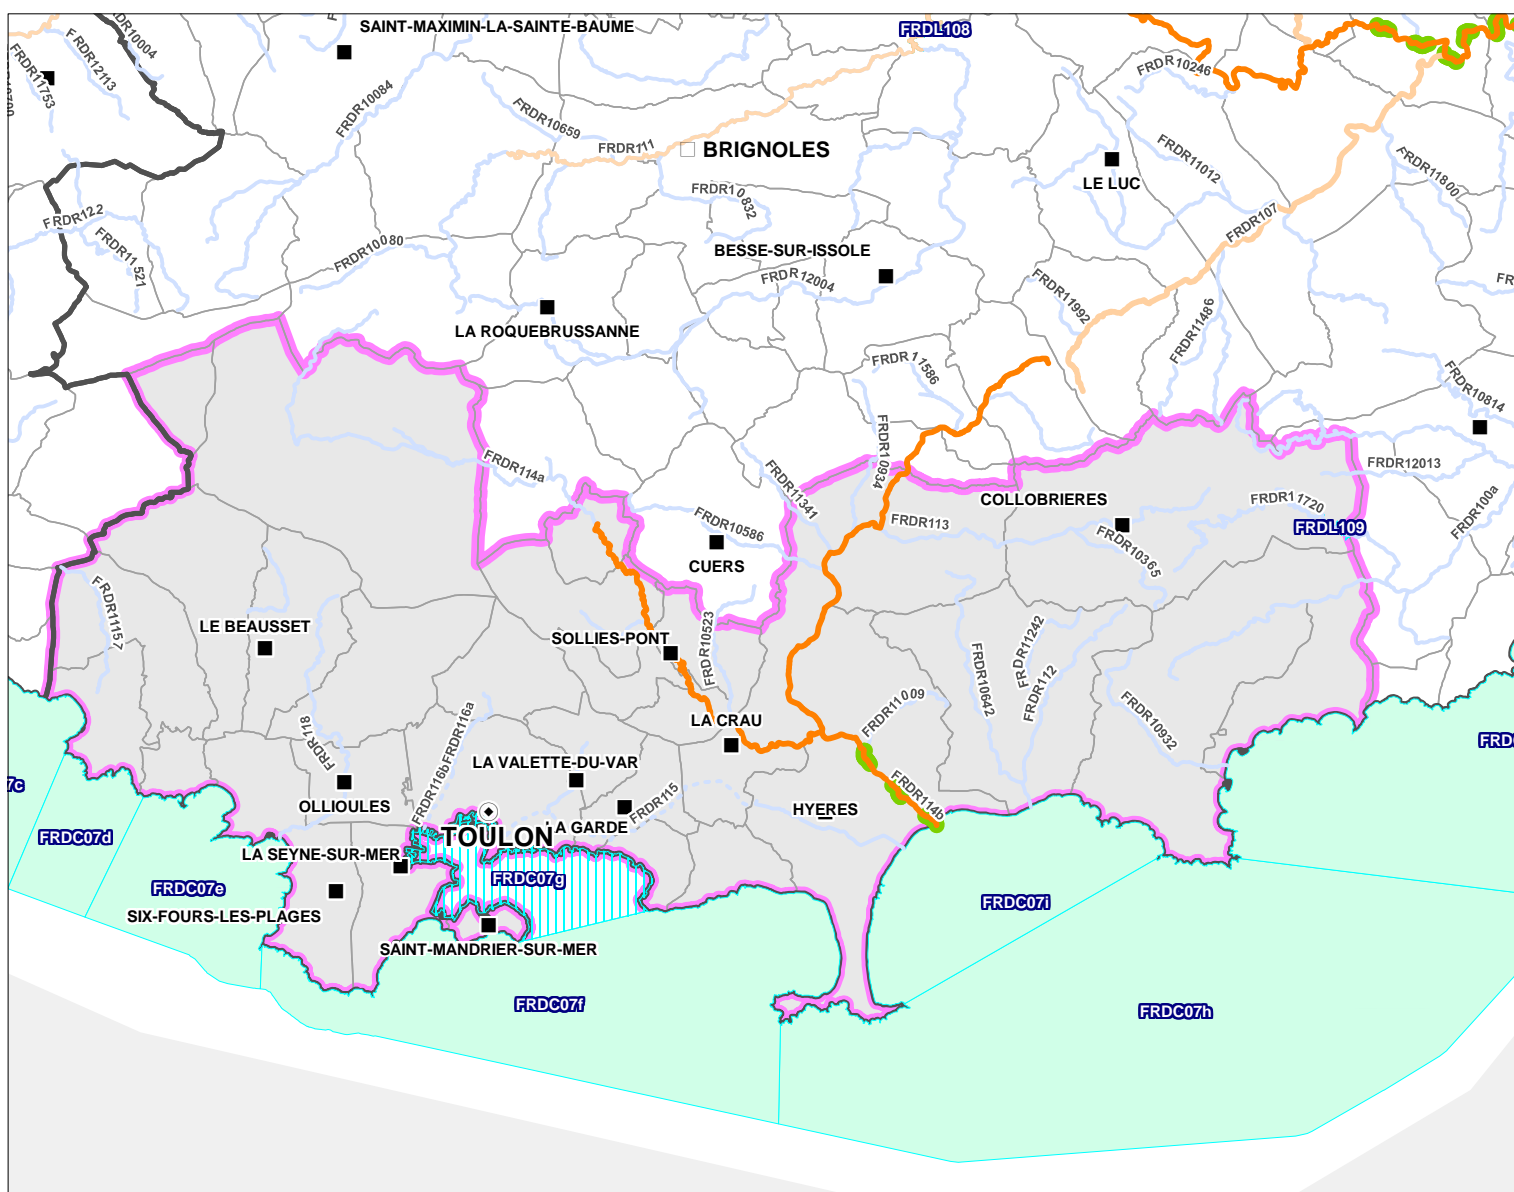 SAINT-MAXIMIN-LA-SAINTE-BAUME
FRDL108
FRDR10004
FRDR12113
FRDR11753
FRDR10246
FRDR10084
FRDR10659
FRDR111
BRIGNOLES
LE LUC
FRDR11012
FRDR11800
FRDR10832
FRDR122
FRDR11521
FRDR10080
FRDR107
BESSE-SUR-ISSOLE
FRDR12004
FRDR11992
FRDR11486
LA ROQUEBRUSSANNE
FRDR11586
FRDR10814
FRDR114a
FRDR10934
FRDR12013
FRDR11341
COLLOBRIERES
FRDR11720
FRDR100a
FRDR113
FRDL109
FRDR10586
CUERS
FRDR10365
FRDR11157
LE BEAUSSET
SOLLIES-PONT
FRDR10523
FRDR11242
FRDR112
FRDR10642
FRDR11009
FRDR10932
LA CRAU
FRDR118
FRDR116a
FRDR116b
LA VALETTE-DU-VAR
FRDR115
FRDR114b
OLLIOULES
HYERES
TOULON
LA GARDE
FRDC07d
LA SEYNE-SUR-MER
FRDC07g
FRDC07e
FRDC07i
SIX-FOURS-LES-PLAGES
SAINT-MANDRIER-SUR-MER
FRDC07f
FRDC07h